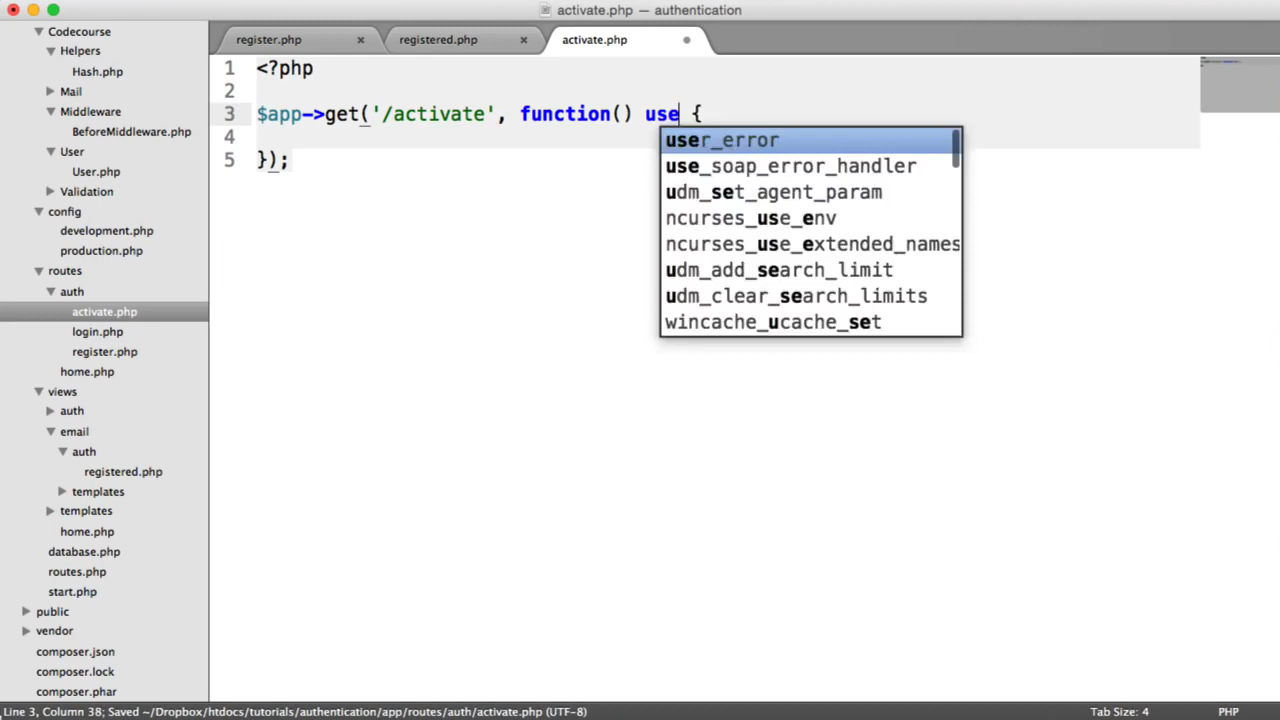 activate.php — authentication
Codecourse
Helpers
Hash.php
Mail
Middleware
BeforeMiddleware.php
User
User.php
Validation
config
development.php
production.php
routes
auth
activate.php
login.php
register.php
home.php
views
auth
email
auth
registered.php
templates
templates
home.php
database.php
routes.php
start.php
public
vendor
composer.json
composer.lock
composer.phar
register.php
registered.php
activate.php
1 <?php
2
3 $app->get('/activate', function() use {
4
5 });
user_error
use_soap_error_handler
udm_set_agent_param
ncurses_use_env
ncurses_use_extended_names
udm_add_search_limit
udm_clear_search_limits
wincache_ucache_set
Line 3, Column 38; Saved ~/Dropbox/htdocs/tutorials/authentication/app/routes/auth/activate.php (UTF-8)
Tab Size: 4
PHP